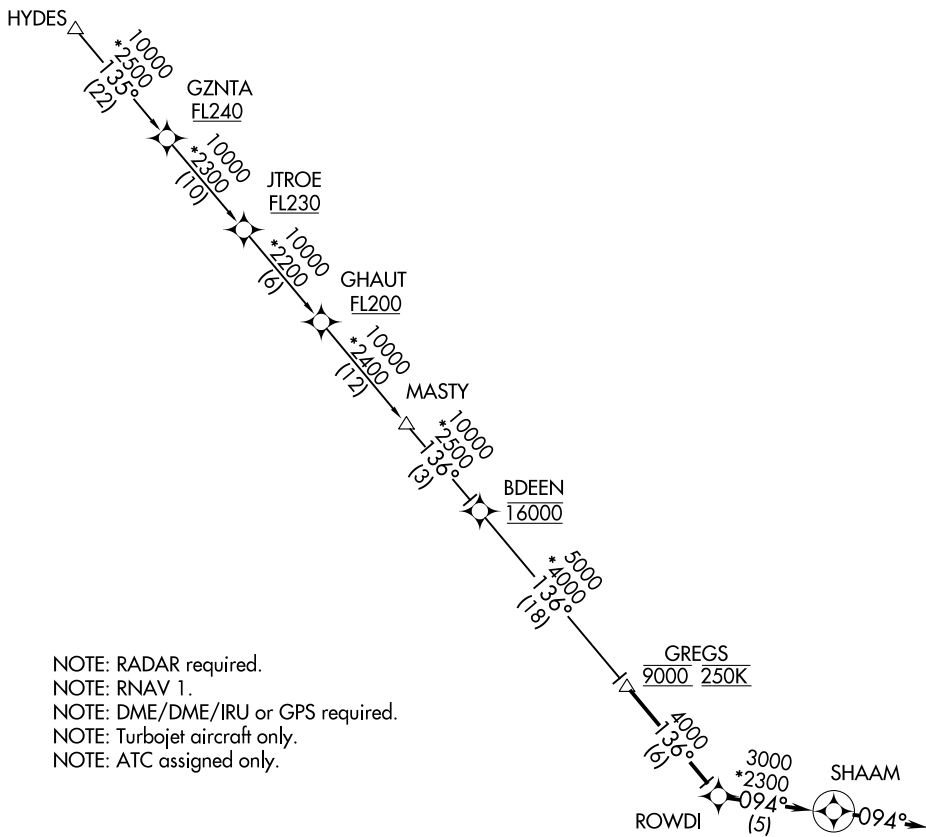 HYDES
10000
*2500
135°
(22)
GZNTA
FL240
10000
*2300
(10)
JTROE
FL230
10000
*2200
(6)
GHAUT
FL200
10000
*2400
(12)
MASTY
10000
*2500
136°
(3)
BDEEN
16000
5000
*4000
136°
(18)
GREGS
9000 250K
4000
136°
(6)
ROWDI
3000
*2300
094°
(5)
SHAAM
094°
NOTE: RADAR required.
NOTE: RNAV 1.
NOTE: DME/DME/IRU or GPS required.
NOTE: Turbojet aircraft only.
NOTE: ATC assigned only.